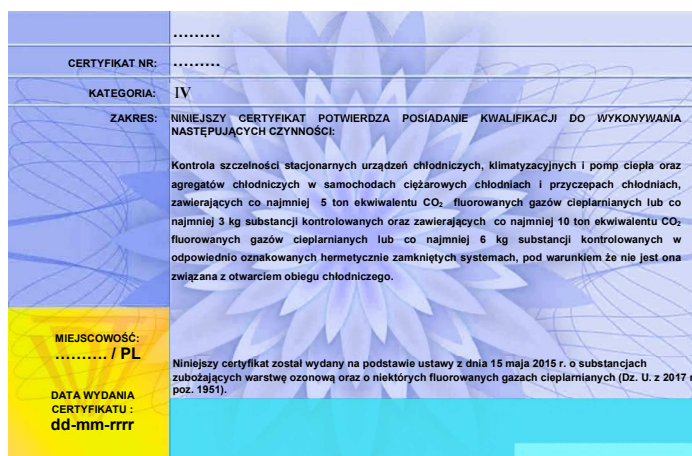 .........
CERTYFIKAT NR: .........
KATEGORIA: IV
ZAKRES: NINIEJSZY CERTYFIKAT POTWIERDZA POSIADANIE KWALIFIKACJI DO WYKONYWANIA
NASTĘPUJĄCYCH CZYNNOŚCI:
Kontrola szczelności stacjonarnych urządzeń chłodniczych, klimatyzacyjnych i pomp ciepła oraz
agregatów chłodniczych w samochodach ciężarowych chłodniach i przyczepach chłodniach,
zawierających co najmniej 5 ton ekwiwalentu CO₂ fluorowanych gazów cieplarnianych lub co
najmniej 3 kg substancji kontrolowanych oraz zawierających co najmniej 10 ton ekwiwalentu CO₂
fluorowanych gazów cieplarnianych lub co najmniej 6 kg substancji kontrolowanych w
odpowiednio oznakowanych hermetycznie zamkniętych systemach, pod warunkiem że nie jest ona
związana z otwarciem obiegu chłodniczego.
MIEJSCOWOŚĆ:
.......... / PL
Niniejszy certyfikat został wydany na podstawie ustawy z dnia 15 maja 2015 r. o substancjach
zubożających warstwę ozonową oraz o niektórych fluorowanych gazach cieplarnianych (Dz. U. z 2017 r
poz. 1951).
DATA WYDANIA
CERTYFIKATU :
dd-mm-rrrr